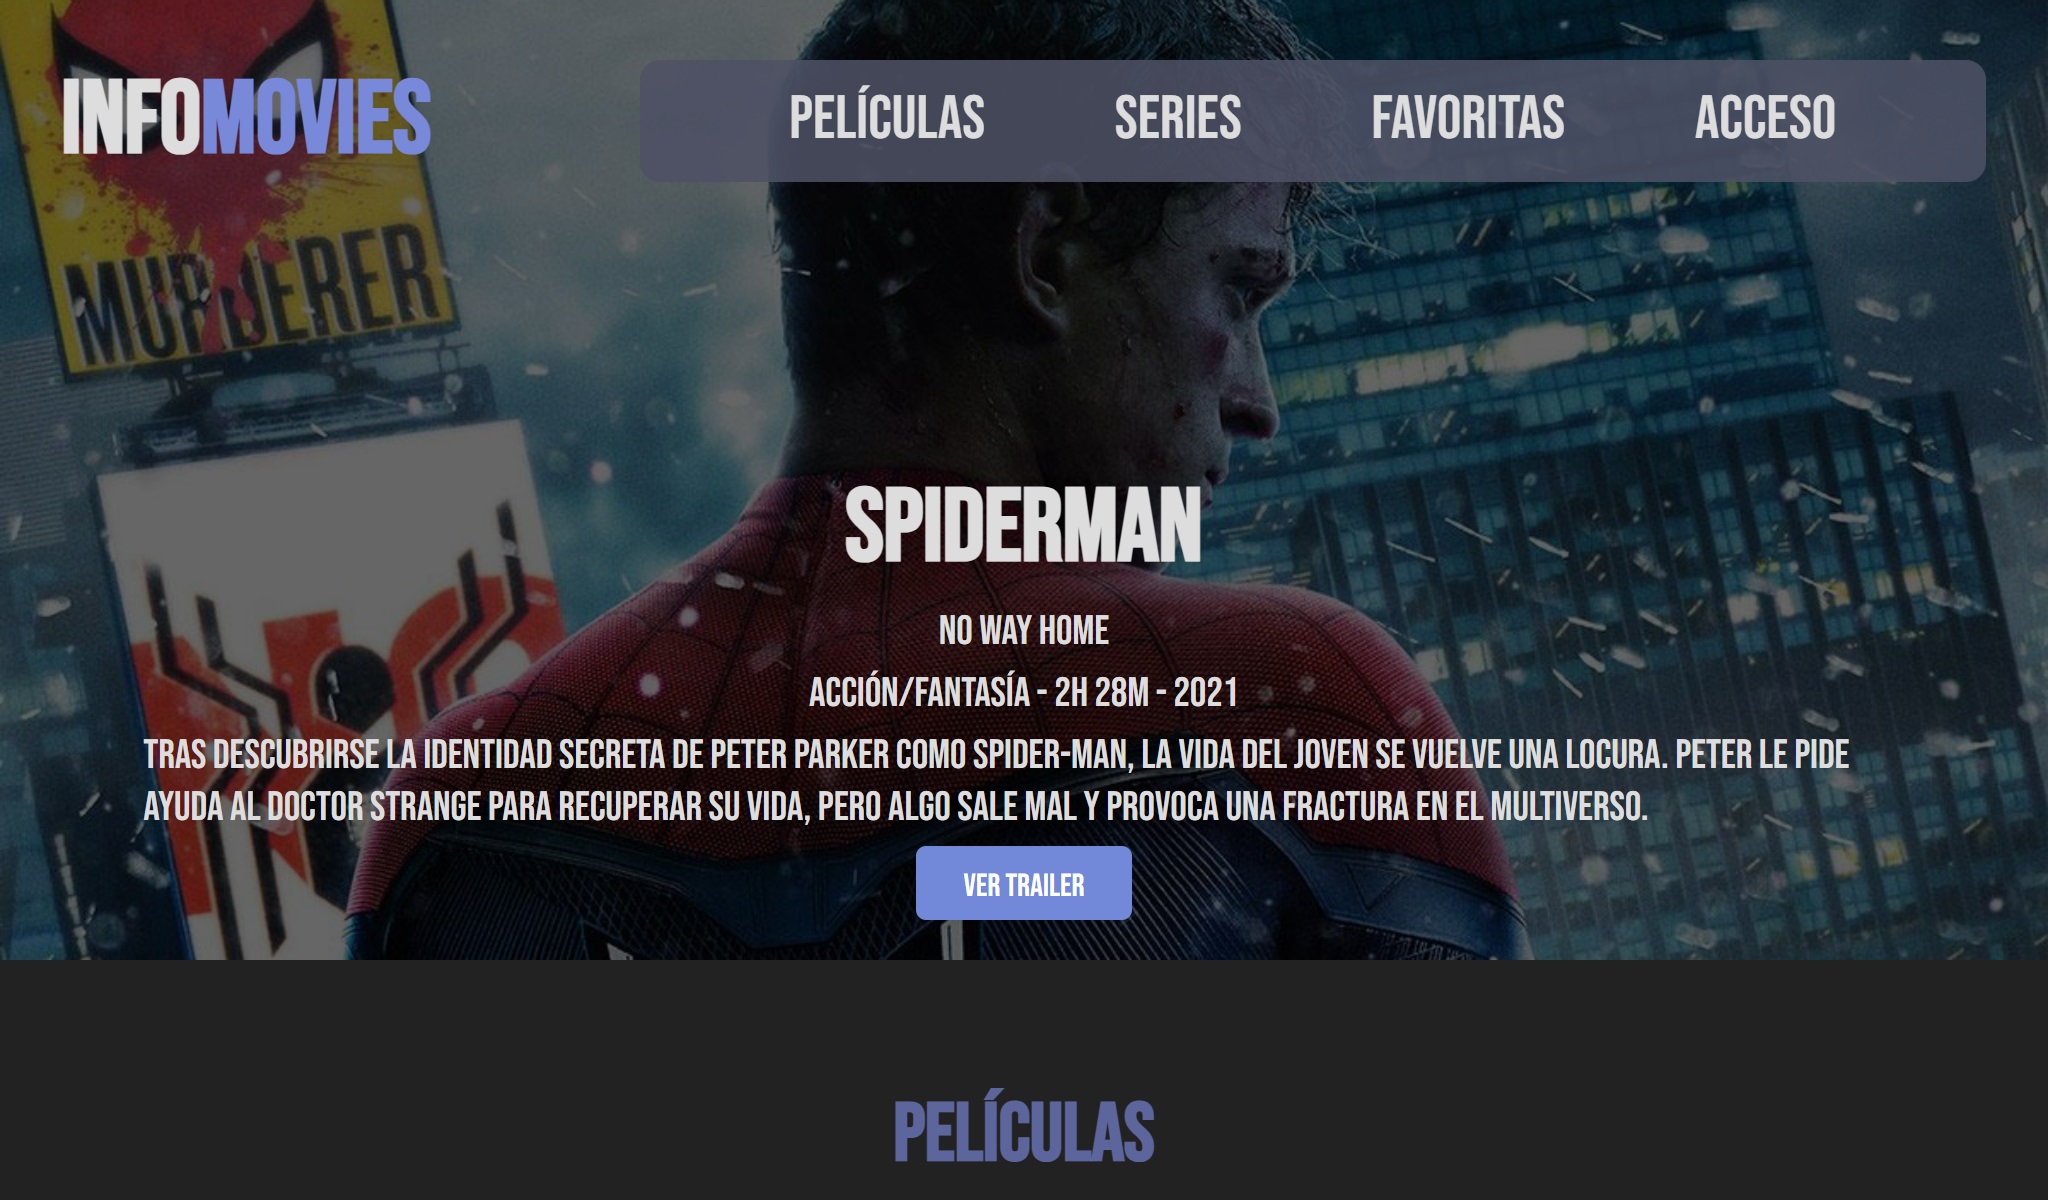 INFOMOVIES
PELÍCULAS SERIES FAVORITAS ACCESO
MURDERER
SPIDERMAN
NO WAY HOME
ACCIÓN/FANTASÍA - 2H 28M - 2021
TRAS DESCUBRIRSE LA IDENTIDAD SECRETA DE PETER PARKER COMO SPIDER-MAN, LA VIDA DEL JOVEN SE VUELVE UNA LOCURA. PETER LE PIDE
AYUDA AL DOCTOR STRANGE PARA RECUPERAR SU VIDA, PERO ALGO SALE MAL Y PROVOCA UNA FRACTURA EN EL MULTIVERSO.
VER TRAILER
PELÍCULAS